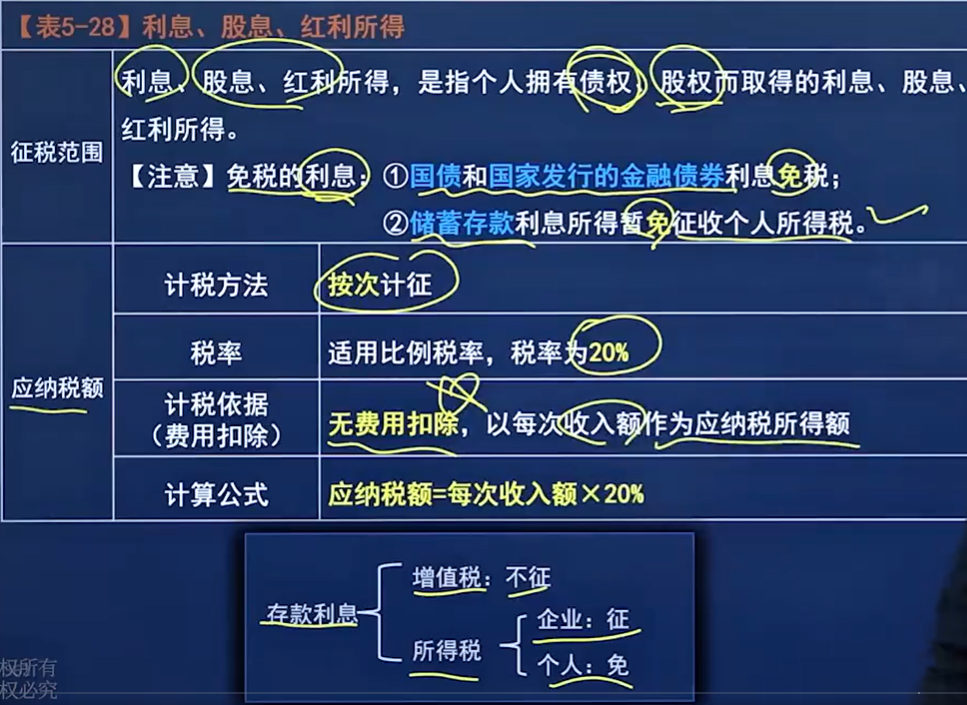 【表5-28】利息、股息、红利所得
征税范围
利息、股息、红利所得，是指个人拥有债权、股权而取得的利息、股息、
红利所得。
【注意】免税的利息：①国债和国家发行的金融债券利息免税；
②储蓄存款利息所得暂免征收个人所得税。
应纳税额
计税方法
按次计征
税率
适用比例税率，税率为20%
计税依据
（费用扣除）
无费用扣除，以每次收入额作为应纳税所得额
计算公式
应纳税额=每次收入额×20%
存款利息
增值税：不征
所得税
企业：征
个人：免
权所有
权必究